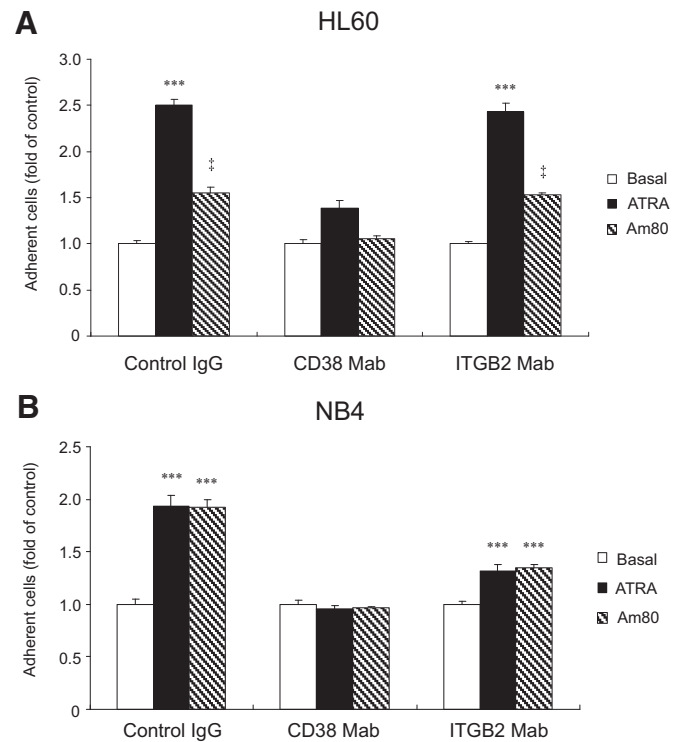 A
HL60
Adherent cells (fold of control)
3.0
2.5
2.0
1.5
1.0
0.5
0
***
‡
***
‡
Basal
ATRA
Am80
Control IgG
CD38 Mab
ITGB2 Mab
B
NB4
Adherent cells (fold of control)
2.5
2.0
1.5
1.0
0.5
0
*** ***
*** ***
Basal
ATRA
Am80
Control IgG
CD38 Mab
ITGB2 Mab